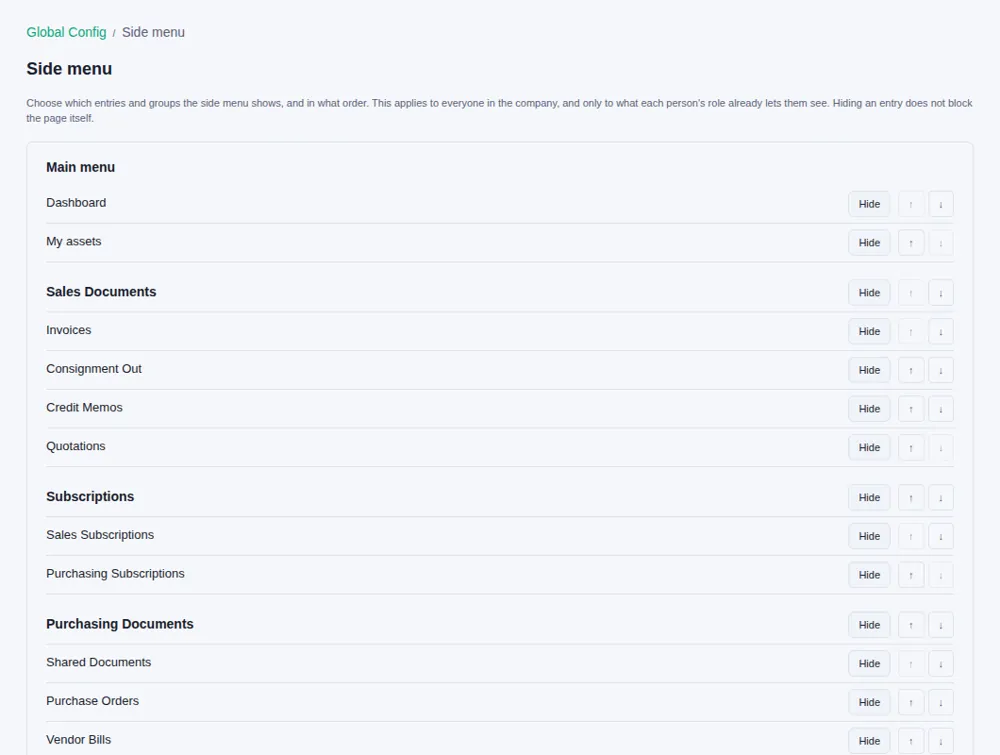 Global Config / Side menu
Side menu
Choose which entries and groups the side menu shows, and in what order. This applies to everyone in the company, and only to what each person's role already lets them see. Hiding an entry does not block
the page itself.
Main menu
Dashboard Hide ↑ ↓
My assets Hide ↑ ↓
Sales Documents Hide ↑ ↓
Invoices Hide ↑ ↓
Consignment Out Hide ↑ ↓
Credit Memos Hide ↑ ↓
Quotations Hide ↑ ↓
Subscriptions Hide ↑ ↓
Sales Subscriptions Hide ↑ ↓
Purchasing Subscriptions Hide ↑ ↓
Purchasing Documents Hide ↑ ↓
Shared Documents Hide ↑ ↓
Purchase Orders Hide ↑ ↓
Vendor Bills Hide ↑ ↓